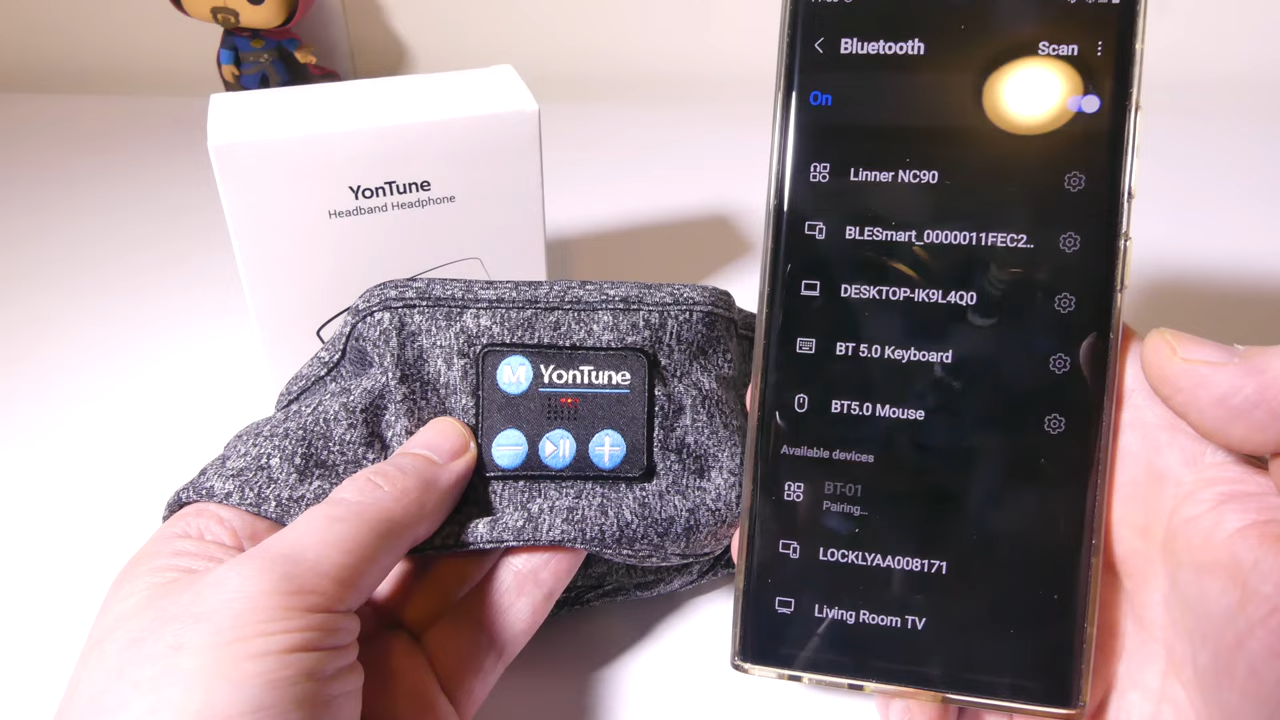 YonTune
Headband Headphone
M YonTune
Bluetooth
Scan
On
Linner NC90
BLESmart_0000011FEC2..
DESKTOP-IK9L4Q0
BT 5.0 Keyboard
BT5.0 Mouse
Available devices
BT-01
Pairing...
LOCKLYAA008171
Living Room TV